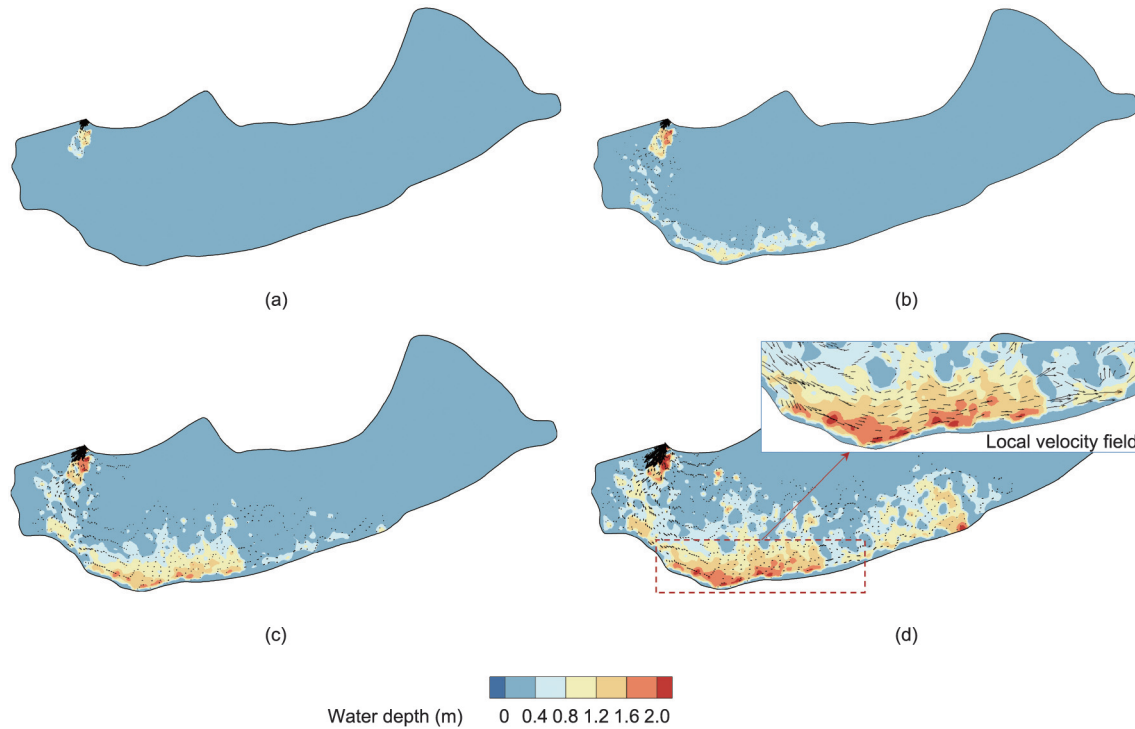 (a)
(b)
Local velocity field
(c)
(d)
Water depth (m)
0 0.4 0.8 1.2 1.6 2.0